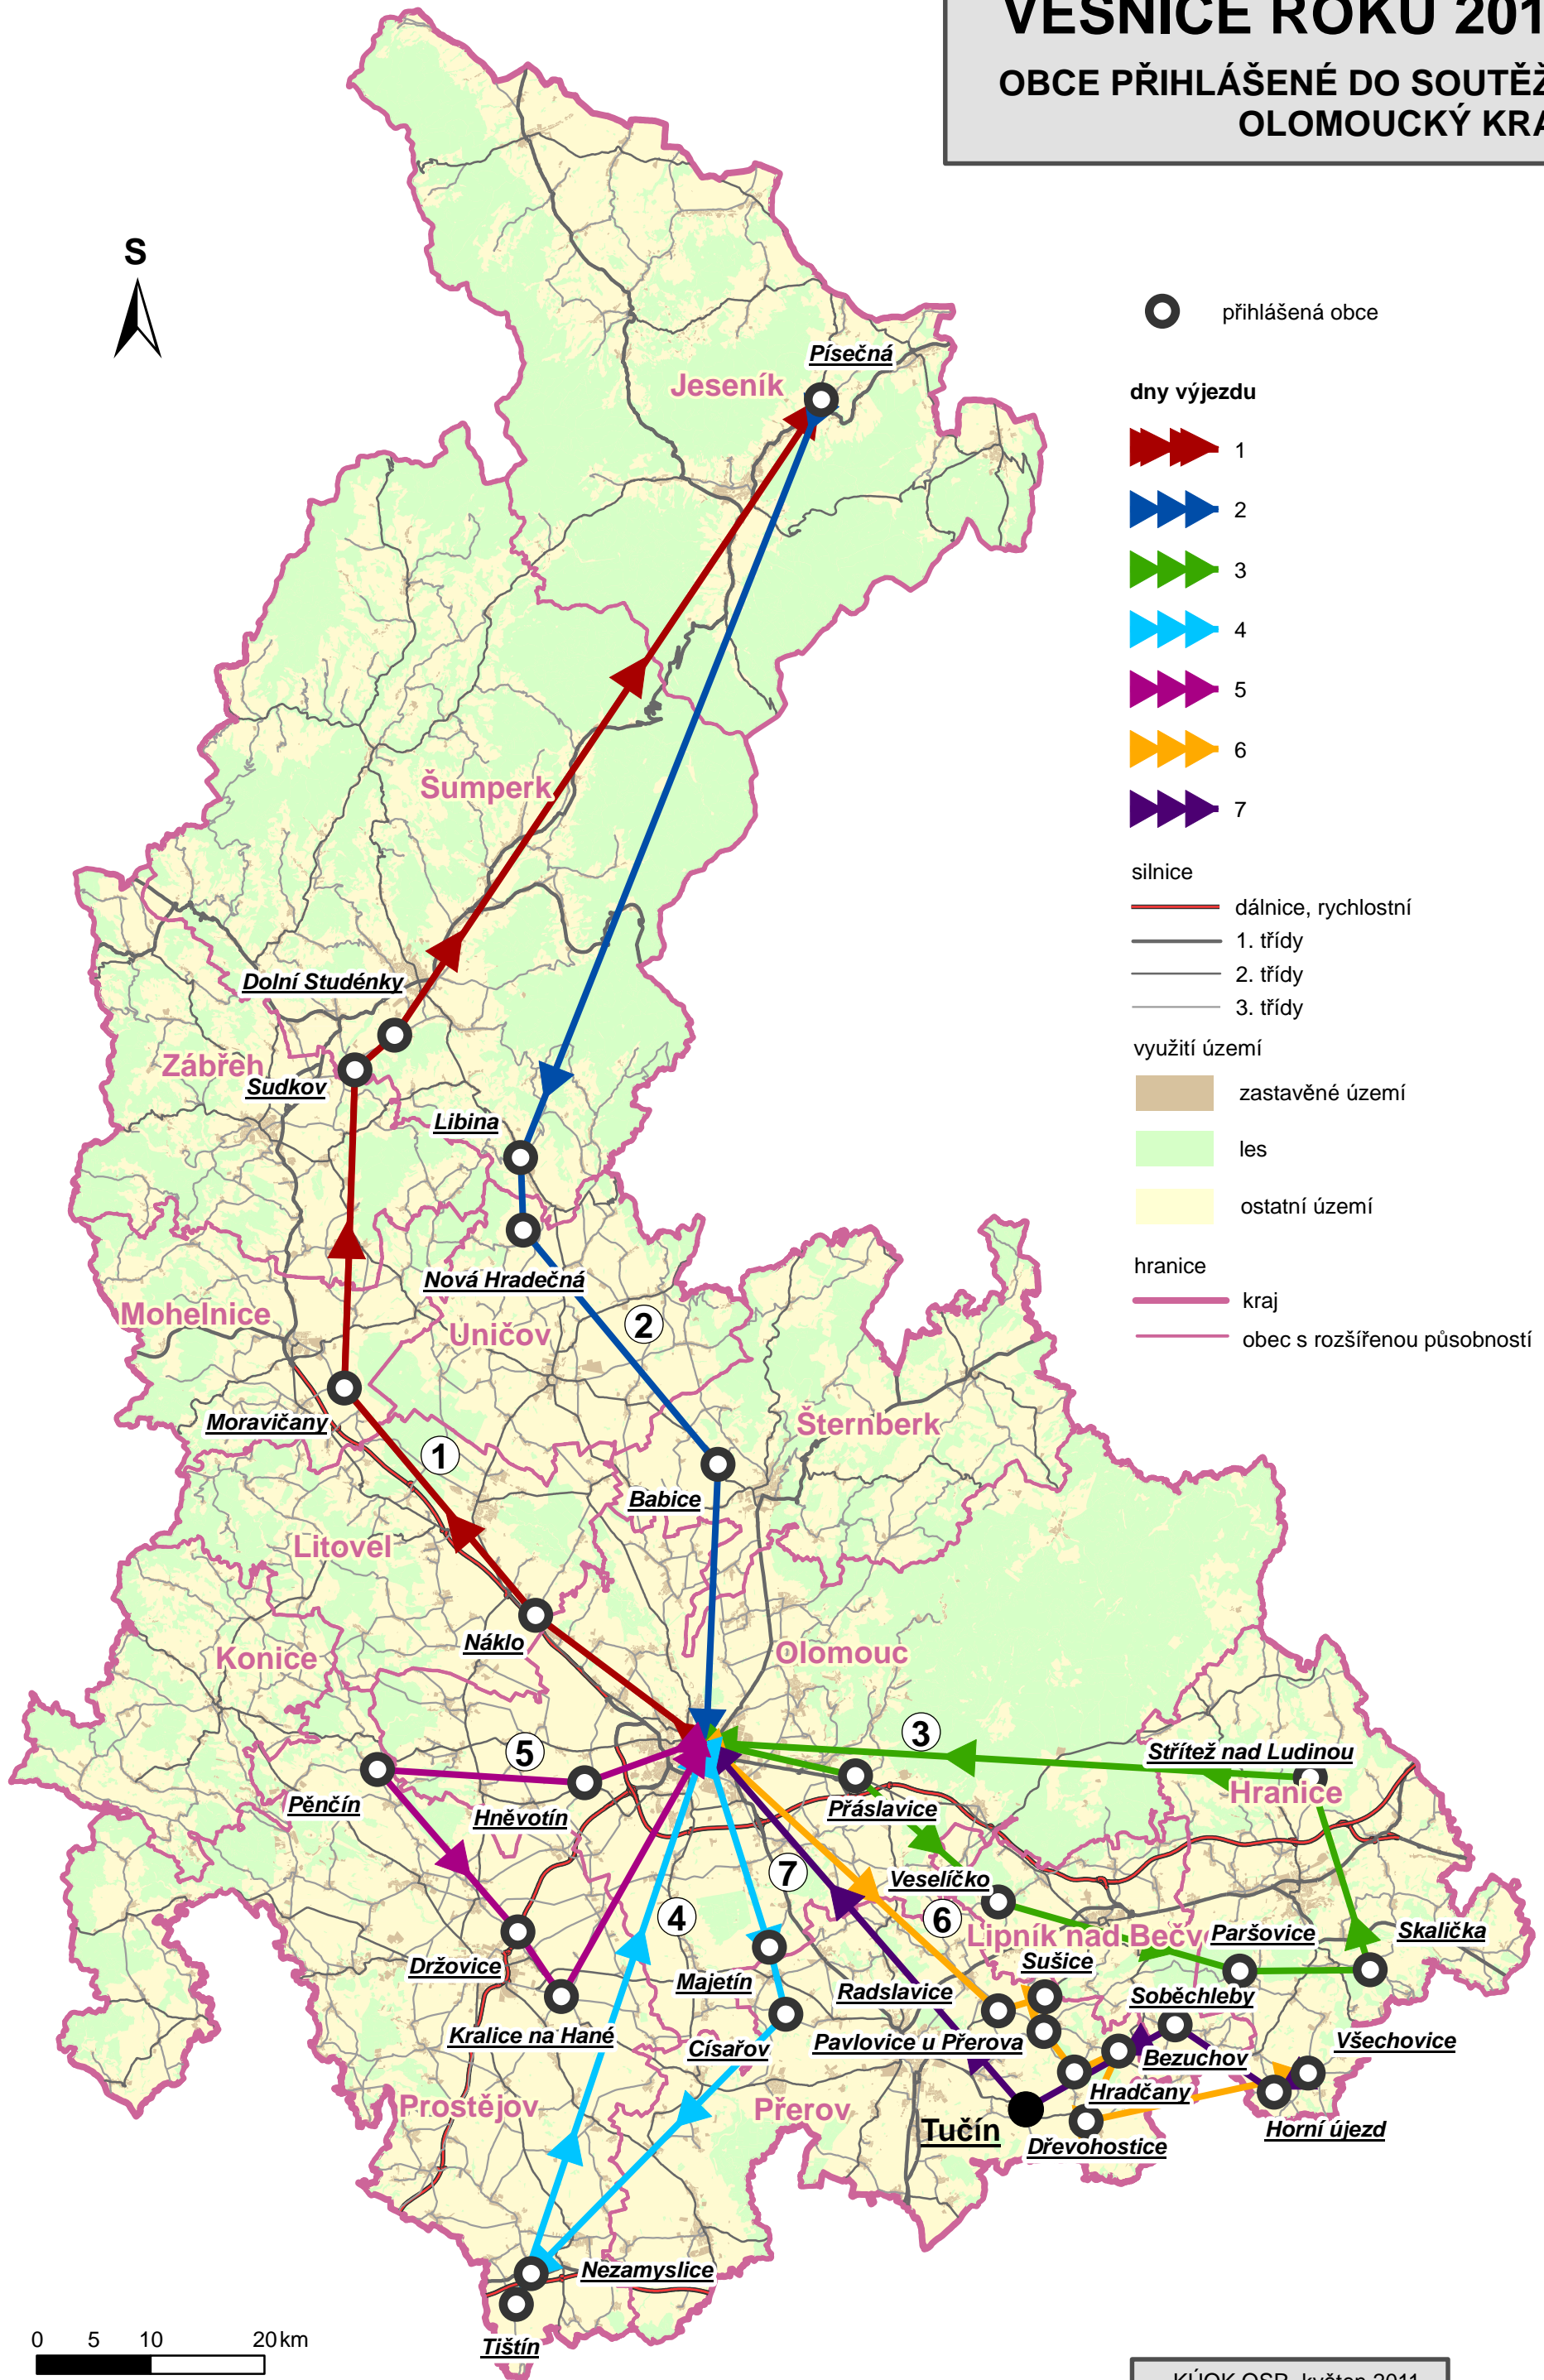 VESNICE ROKU 201
OBCE PŘIHLÁŠENÉ DO SOUTĚŽ
OLOMOUCKÝ KRA
S
přihlášená obce
dny výjezdu
1
2
3
4
5
6
7
silnice
dálnice, rychlostní
1. třídy
2. třídy
3. třídy
využití území
zastavěné území
les
ostatní území
hranice
kraj
obec s rozšířenou působností
Písečná
Jeseník
Šumperk
Dolní Studénky
Zábřeh
Sudkov
Libina
Nová Hradečná
Mohelnice
Uničov
2
Moravičany
Šternberk
1
Babice
Litovel
Náklo
Konice
Olomouc
3
5
Střítež nad Ludinou
Hranice
Pěnčín
Hněvotín
Přáslavice
7
Veselíčko
4
6
Lipník nad Bečv
Paršovice
Skalička
Držovice
Sušice
Majetín
Radslavice
Soběchleby
Kralice na Hané
Císařov
Pavlovice u Přerova
Všechovice
Bezuchov
Hradčany
Prostějov
Přerov
Tučín
Dřevohostice
Horní újezd
Nezamyslice
Tištín
0 5 10 20 km
KÚOK OSR, květen 2011